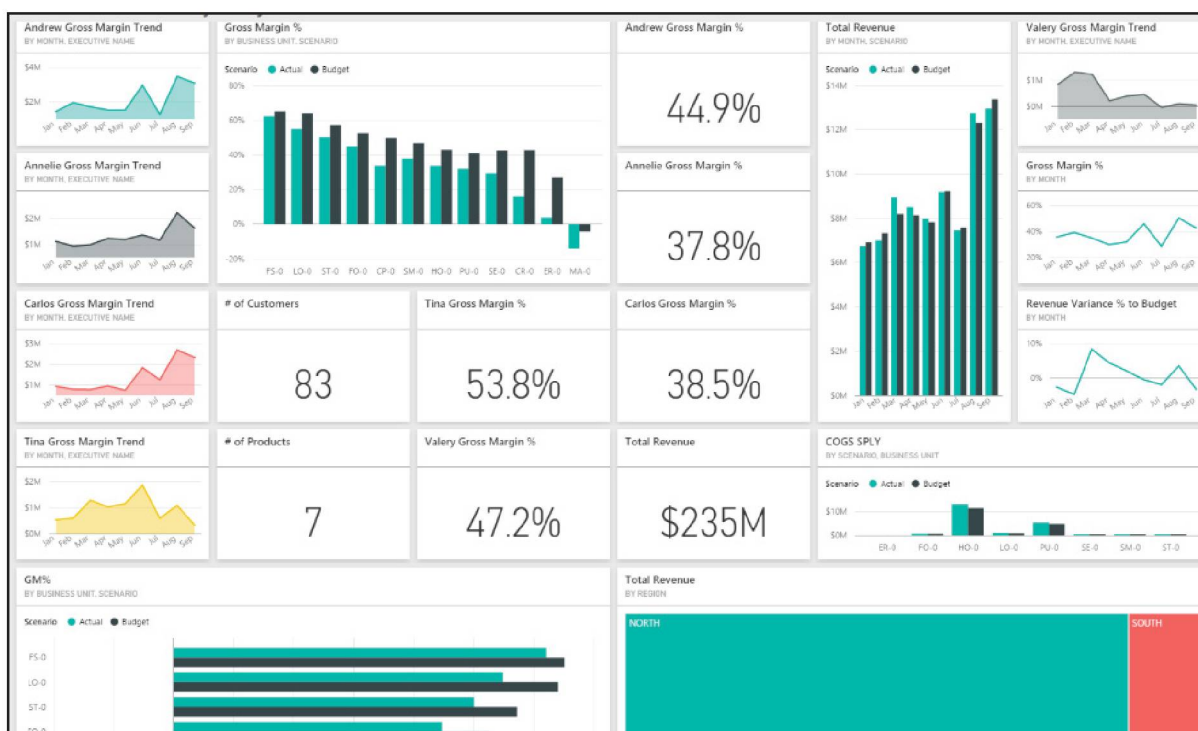 Andrew Gross Margin Trend
BY MONTH, EXECUTIVE NAME
$4M
$2M
Jan Feb Mar Apr May Jun Jul Aug Sep
Gross Margin %
BY BUSINESS UNIT, SCENARIO
Scenario Actual Budget
80%
60%
40%
20%
0%
-20%
FS-0 LO-0 ST-0 FO-0 CP-0 SM-0 HO-0 PU-0 SE-0 CR-0 ER-0 MA-0
Andrew Gross Margin %
44.9%
Total Revenue
BY MONTH, SCENARIO
Scenario Actual Budget
$14M
$12M
$10M
$8M
$6M
$4M
$2M
$0M
Jan Feb Mar Apr May Jun Jul Aug Sep
Valery Gross Margin Trend
BY MONTH, EXECUTIVE NAME
$1M
$0M
Jan Feb Mar Apr May Jun Jul Aug Sep
Annelie Gross Margin Trend
BY MONTH, EXECUTIVE NAME
$2M
$1M
Jan Feb Mar Apr May Jun Jul Aug Sep
Annelie Gross Margin %
37.8%
Gross Margin %
BY MONTH
60%
40%
20%
Jan Feb Mar Apr May Jun Jul Aug Sep
Carlos Gross Margin Trend
BY MONTH, EXECUTIVE NAME
$3M
$2M
$1M
Jan Feb Mar Apr May Jun Jul Aug Sep
# of Customers
83
Tina Gross Margin %
53.8%
Carlos Gross Margin %
38.5%
Revenue Variance % to Budget
BY MONTH
10%
0%
Jan Feb Mar Apr May Jun Jul Aug Sep
Tina Gross Margin Trend
BY MONTH, EXECUTIVE NAME
$2M
$1M
$0M
Jan Feb Mar Apr May Jun Jul Aug Sep
# of Products
7
Valery Gross Margin %
47.2%
Total Revenue
$235M
COGS SPLY
BY SCENARIO, BUSINESS UNIT
Scenario Actual Budget
$10M
$0M
ER-0 FO-0 HO-0 LO-0 PU-0 SE-0 SM-0 ST-0
GM%
BY BUSINESS UNIT, SCENARIO
Scenario Actual Budget
FS-0
LO-0
ST-0
Total Revenue
BY REGION
NORTH
SOUTH